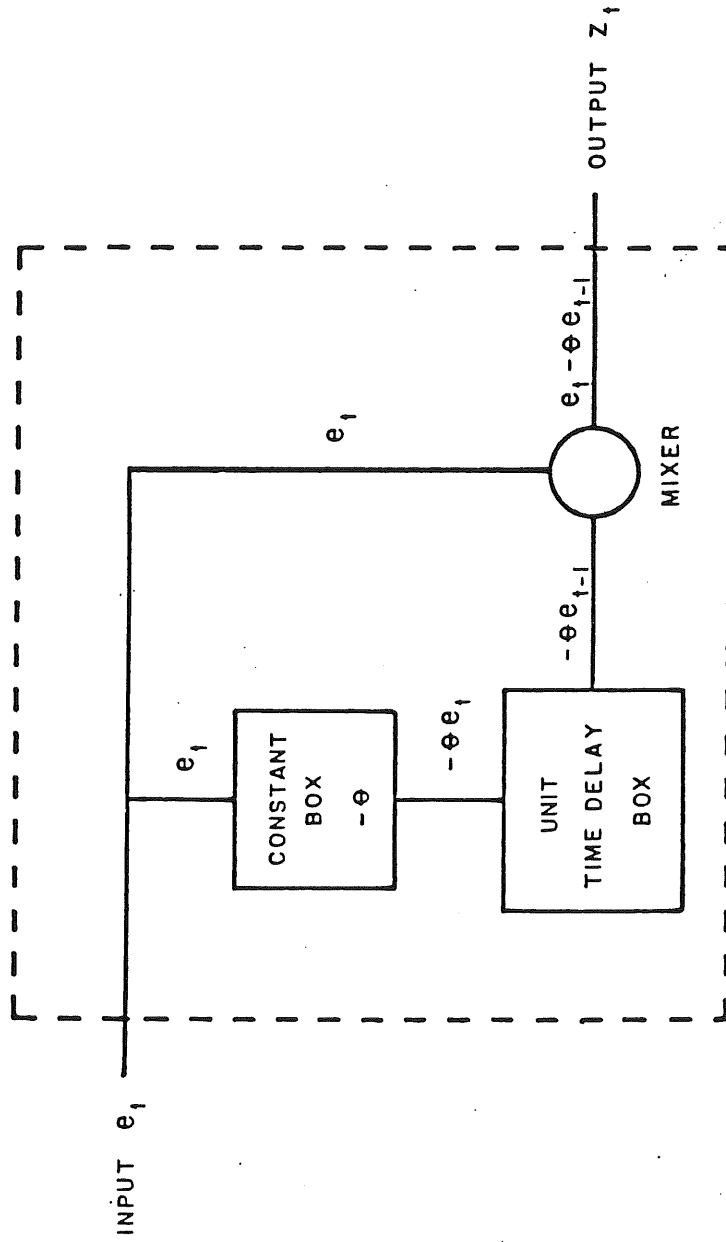 INPUT e_t
e_t
e_t
CONSTANT
BOX
-θ
-θe_t
UNIT
TIME DELAY
BOX
-θe_{t-1}
MIXER
e_t-θe_{t-1}
OUTPUT Z_t